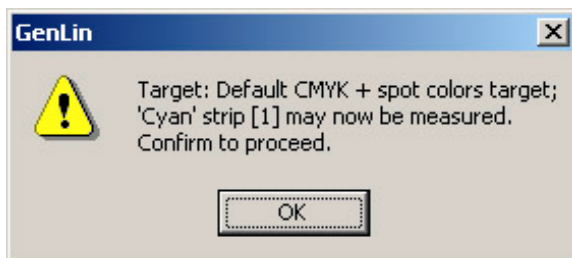 GenLin
Target: Default CMYK + spot colors target;
'Cyan' strip [1] may now be measured.
Confirm to proceed.
OK